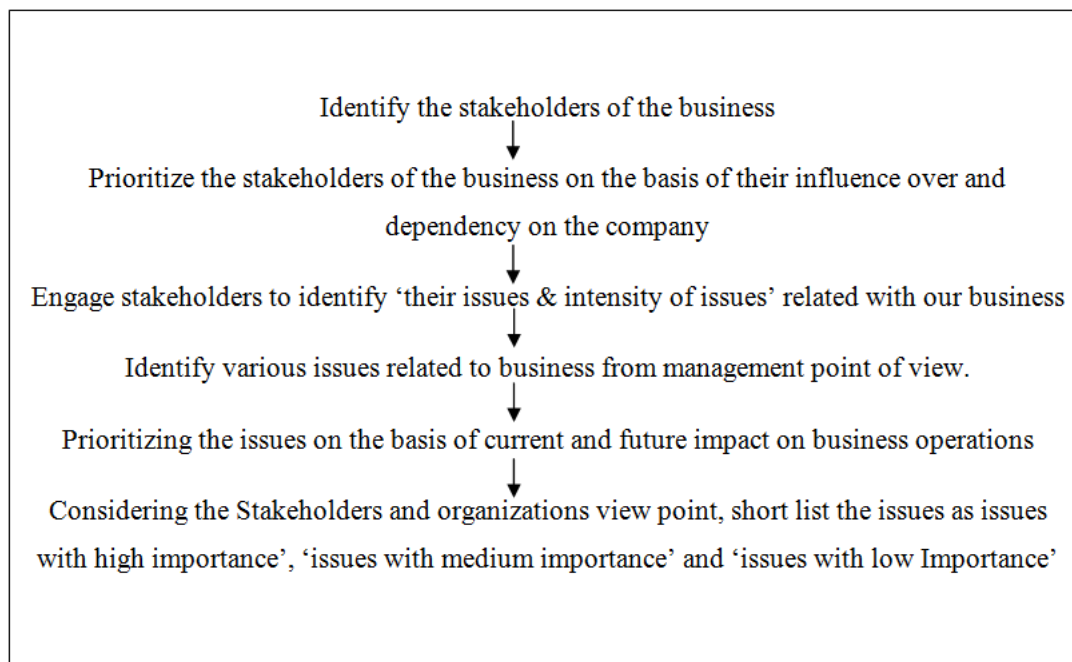 Identify the stakeholders of the business
Prioritize the stakeholders of the business on the basis of their influence over and
dependency on the company
Engage stakeholders to identify ‘their issues & intensity of issues’ related with our business
Identify various issues related to business from management point of view.
Prioritizing the issues on the basis of current and future impact on business operations
Considering the Stakeholders and organizations view point, short list the issues as issues
with high importance’, ‘issues with medium importance’ and ‘issues with low Importance’